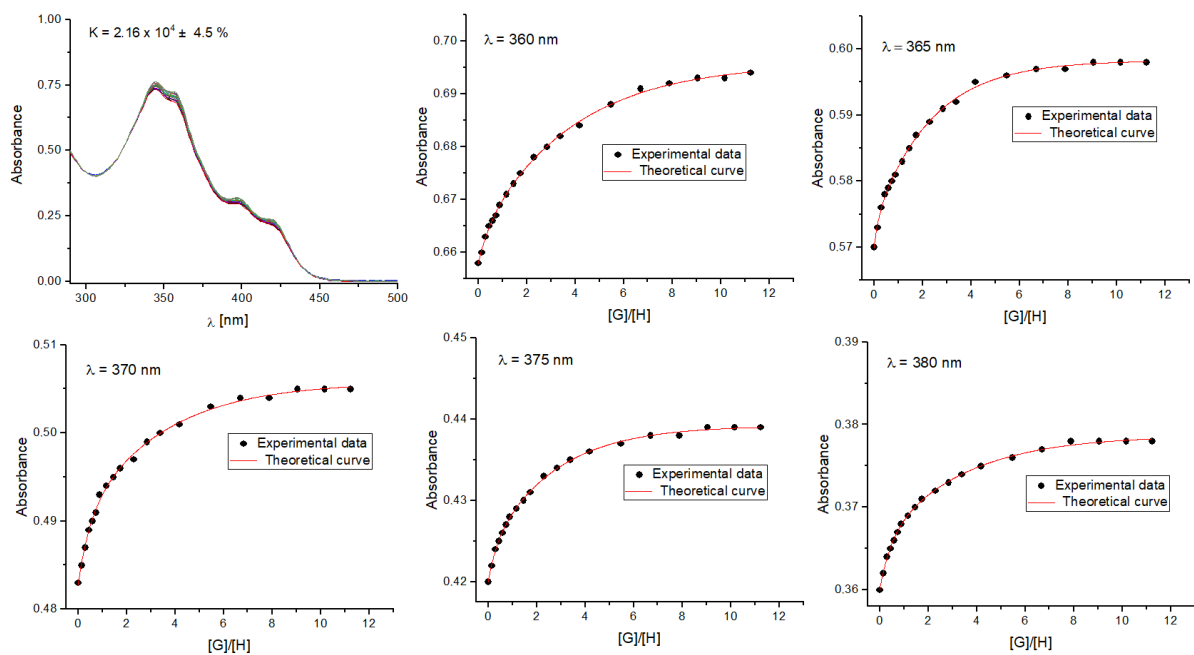 K = 2.16 x 10⁴ ± 4.5 %
1.00
0.75
0.50
0.25
0.00
Absorbance
300 350 400 450 500
λ [nm]
λ = 360 nm
0.70
0.69
0.68
0.67
0.66
Absorbance
Experimental data
Theoretical curve
0 2 4 6 8 10 12
[G]/[H]
λ = 365 nm
0.60
0.59
0.58
0.57
Absorbance
Experimental data
Theoretical curve
0 2 4 6 8 10 12
[G]/[H]
λ = 370 nm
0.51
0.50
0.49
0.48
Absorbance
Experimental data
Theoretical curve
0 2 4 6 8 10 12
[G]/[H]
λ = 375 nm
0.45
0.44
0.43
0.42
Absorbance
Experimental data
Theoretical curve
0 2 4 6 8 10 12
[G]/[H]
λ = 380 nm
0.39
0.38
0.37
0.36
Absorbance
Experimental data
Theoretical curve
0 2 4 6 8 10 12
[G]/[H]